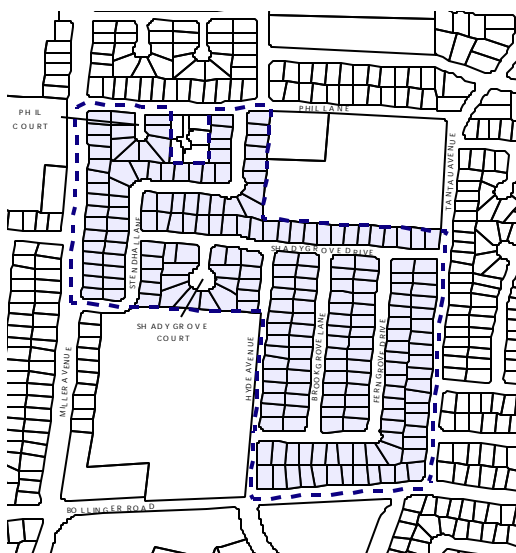 PHIL LANE
PHIL
COURT
TANTAU AVENUE
STENDHAL LANE
SHADYGROVE DRIVE
SHADYGROVE
COURT
MILLER AVENUE
HYDE AVENUE
BROOKGROVE LANE
FERNGROVE DRIVE
BOLLINGER ROAD